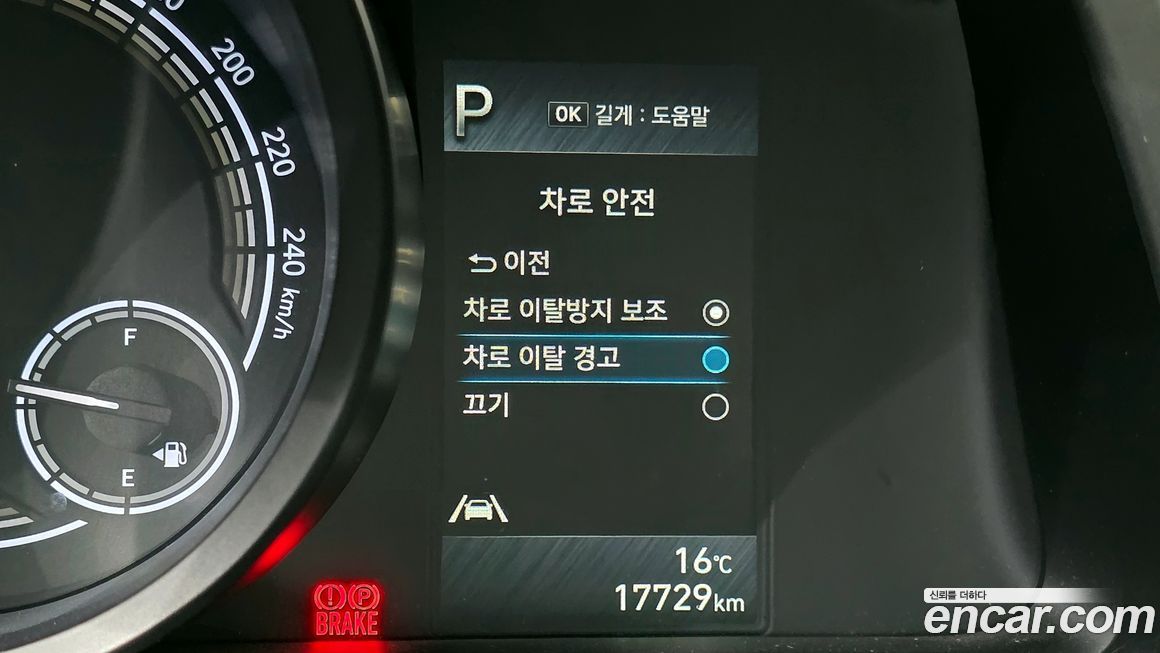 200
220
240
km/h
F
E
P
OK 길게 : 도움말
차로 안전
이전
차로 이탈방지 보조
차로 이탈 경고
끄기
16℃
17729km
(!) (P)
BRAKE
신뢰를 더하다
encar.com